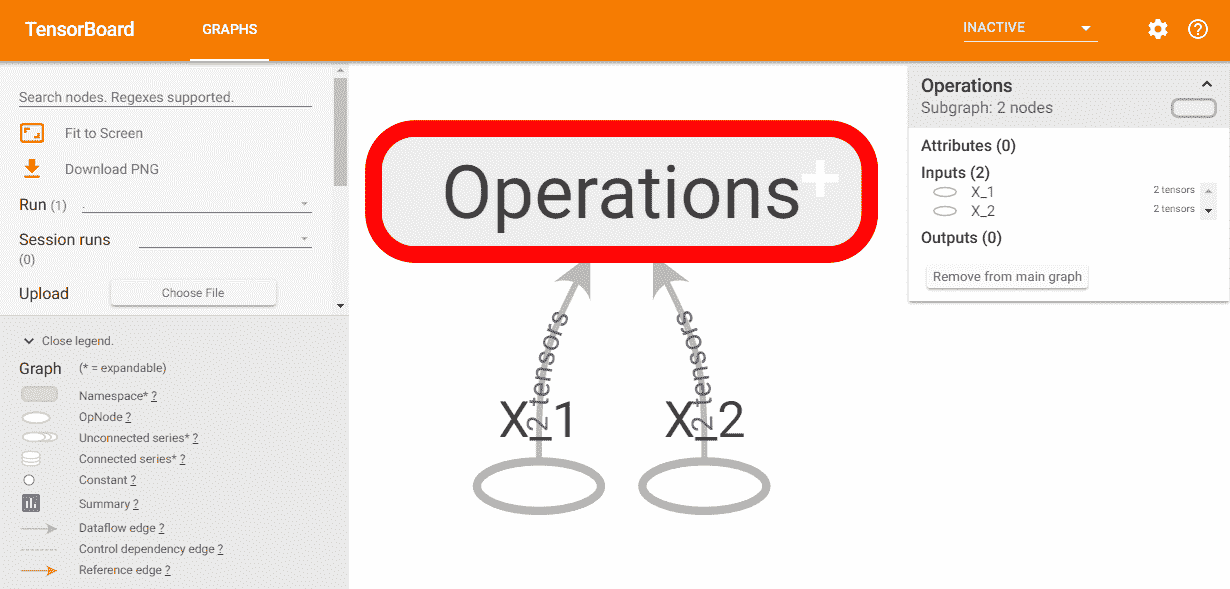 TensorBoard
GRAPHS
INACTIVE
Search nodes. Regexes supported.
Fit to Screen
Download PNG
Run (1) .
Session runs
(0)
Upload Choose File
Close legend.
Graph (* = expandable)
Namespace* ?
OpNode ?
Unconnected series* ?
Connected series* ?
Constant ?
Summary ?
Dataflow edge ?
Control dependency edge ?
Reference edge ?
Operations+
2 tensors
2 tensors
X_1
X_2
Operations
Subgraph: 2 nodes
Attributes (0)
Inputs (2)
X_1 2 tensors
X_2 2 tensors
Outputs (0)
Remove from main graph